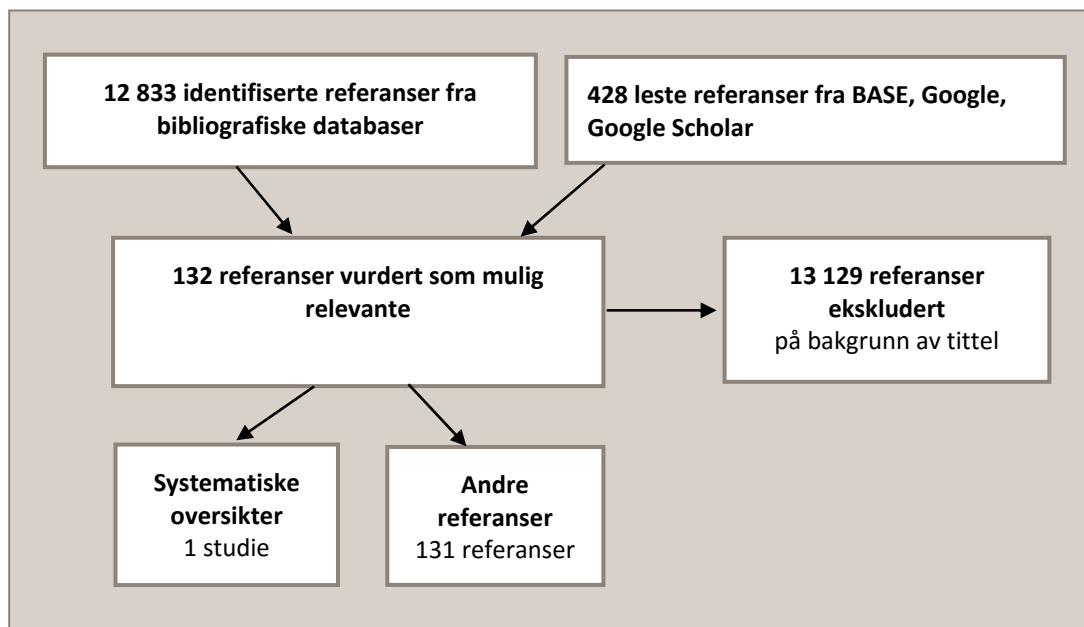 12 833 identifiserte referanser fra
bibliografiske databaser
428 leste referanser fra BASE, Google,
Google Scholar
132 referanser vurdert som mulig
relevante
13 129 referanser
ekskludert
på bakgrunn av tittel
Systematiske
oversikter
1 studie
Andre
referanser
131 referanser